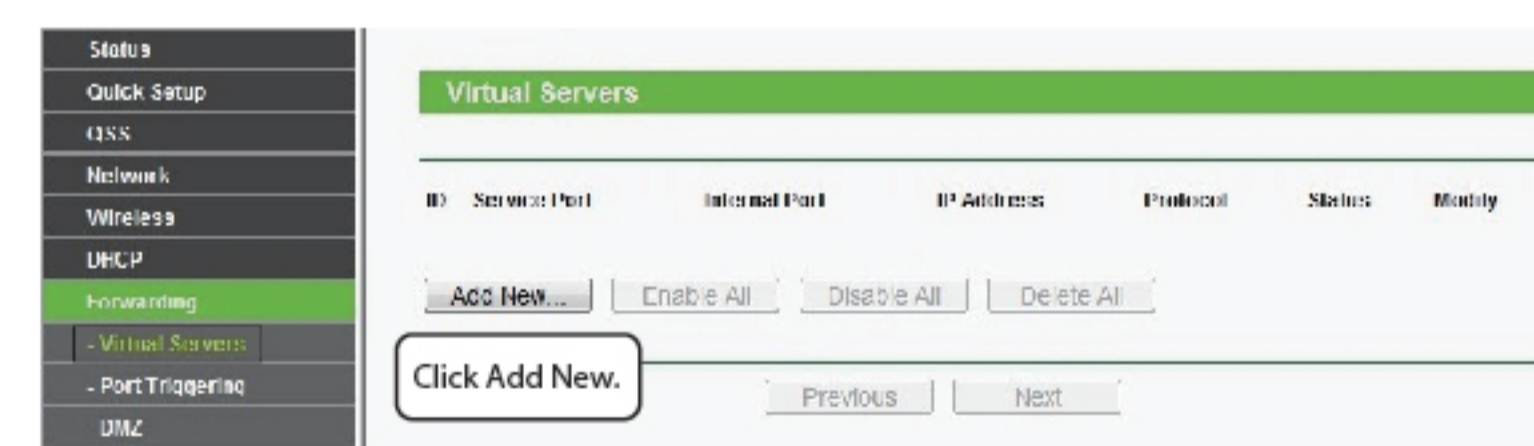 Status
Quick Setup
QSS
Network
Wireless
DHCP
Forwarding
- Virtual Servers
- Port Triggering
DMZ
Virtual Servers
ID Service Port Internal Port IP Address Protocol Status Modify
Add New... Enable All Disable All Delete All
Click Add New.
Previous Next